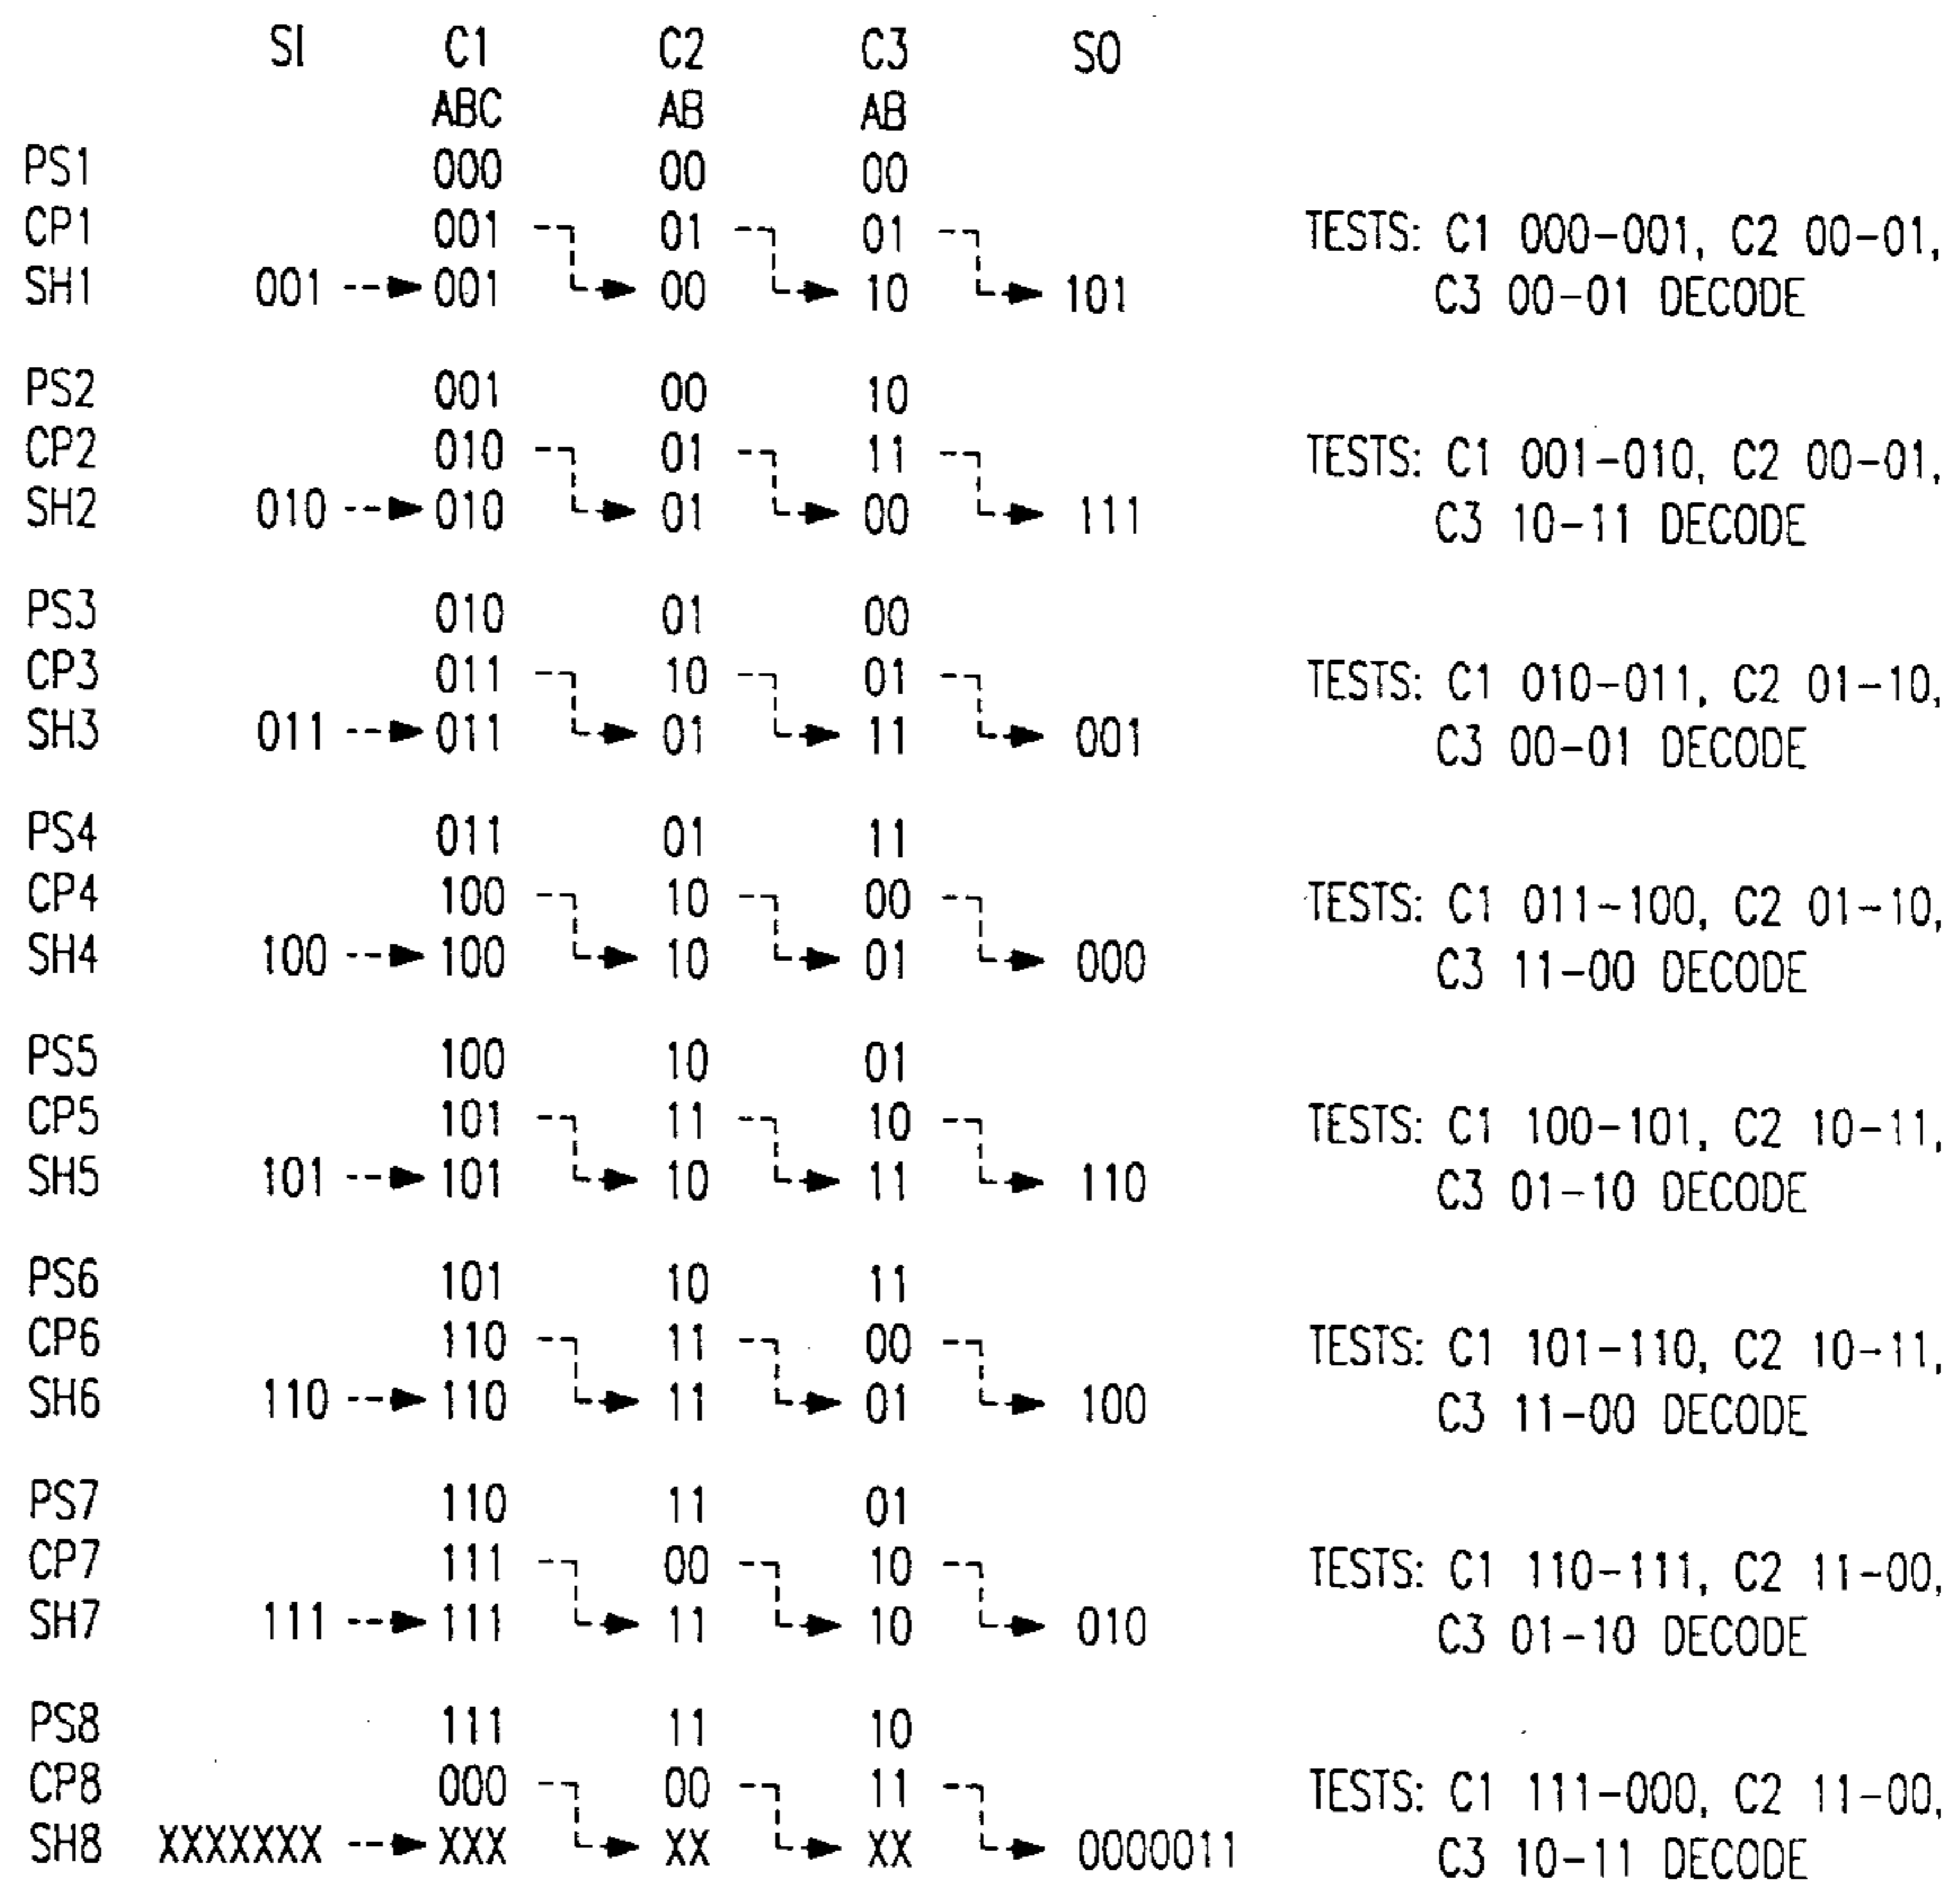 SI C1 C2 C3 SO
ABC AB AB
PS1 000 00 00
CP1 001 01 01 TESTS: C1 000-001, C2 00-01,
SH1 001 001 00 10 101 C3 00-01 DECODE
PS2 001 00 10
CP2 010 01 11 TESTS: C1 001-010, C2 00-01,
SH2 010 010 01 00 111 C3 10-11 DECODE
PS3 010 01 00
CP3 011 10 01 TESTS: C1 010-011, C2 01-10,
SH3 011 011 01 11 001 C3 00-01 DECODE
PS4 011 01 11
CP4 100 10 00 TESTS: C1 011-100, C2 01-10,
SH4 100 100 10 01 000 C3 11-00 DECODE
PS5 100 10 01
CP5 101 11 10 TESTS: C1 100-101, C2 10-11,
SH5 101 101 10 11 110 C3 01-10 DECODE
PS6 101 10 11
CP6 110 11 00 TESTS: C1 101-110, C2 10-11,
SH6 110 110 11 01 100 C3 11-00 DECODE
PS7 110 11 01
CP7 111 00 10 TESTS: C1 110-111, C2 11-00,
SH7 111 111 11 10 010 C3 01-10 DECODE
PS8 111 11 10
CP8 000 00 11 TESTS: C1 111-000, C2 11-00,
SH8 XXXXXXX XXX XX XX 0000011 C3 10-11 DECODE